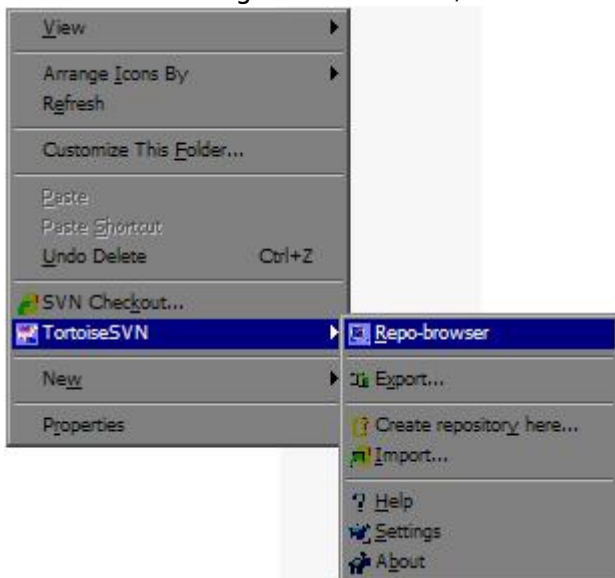 View
Arrange Icons By
Refresh
Customize This Folder...
Paste
Paste Shortcut
Undo Delete Ctrl+Z
SVN Checkout...
TortoiseSVN
New
Properties
Repo-browser
Export...
Create repository here...
Import...
Help
Settings
About